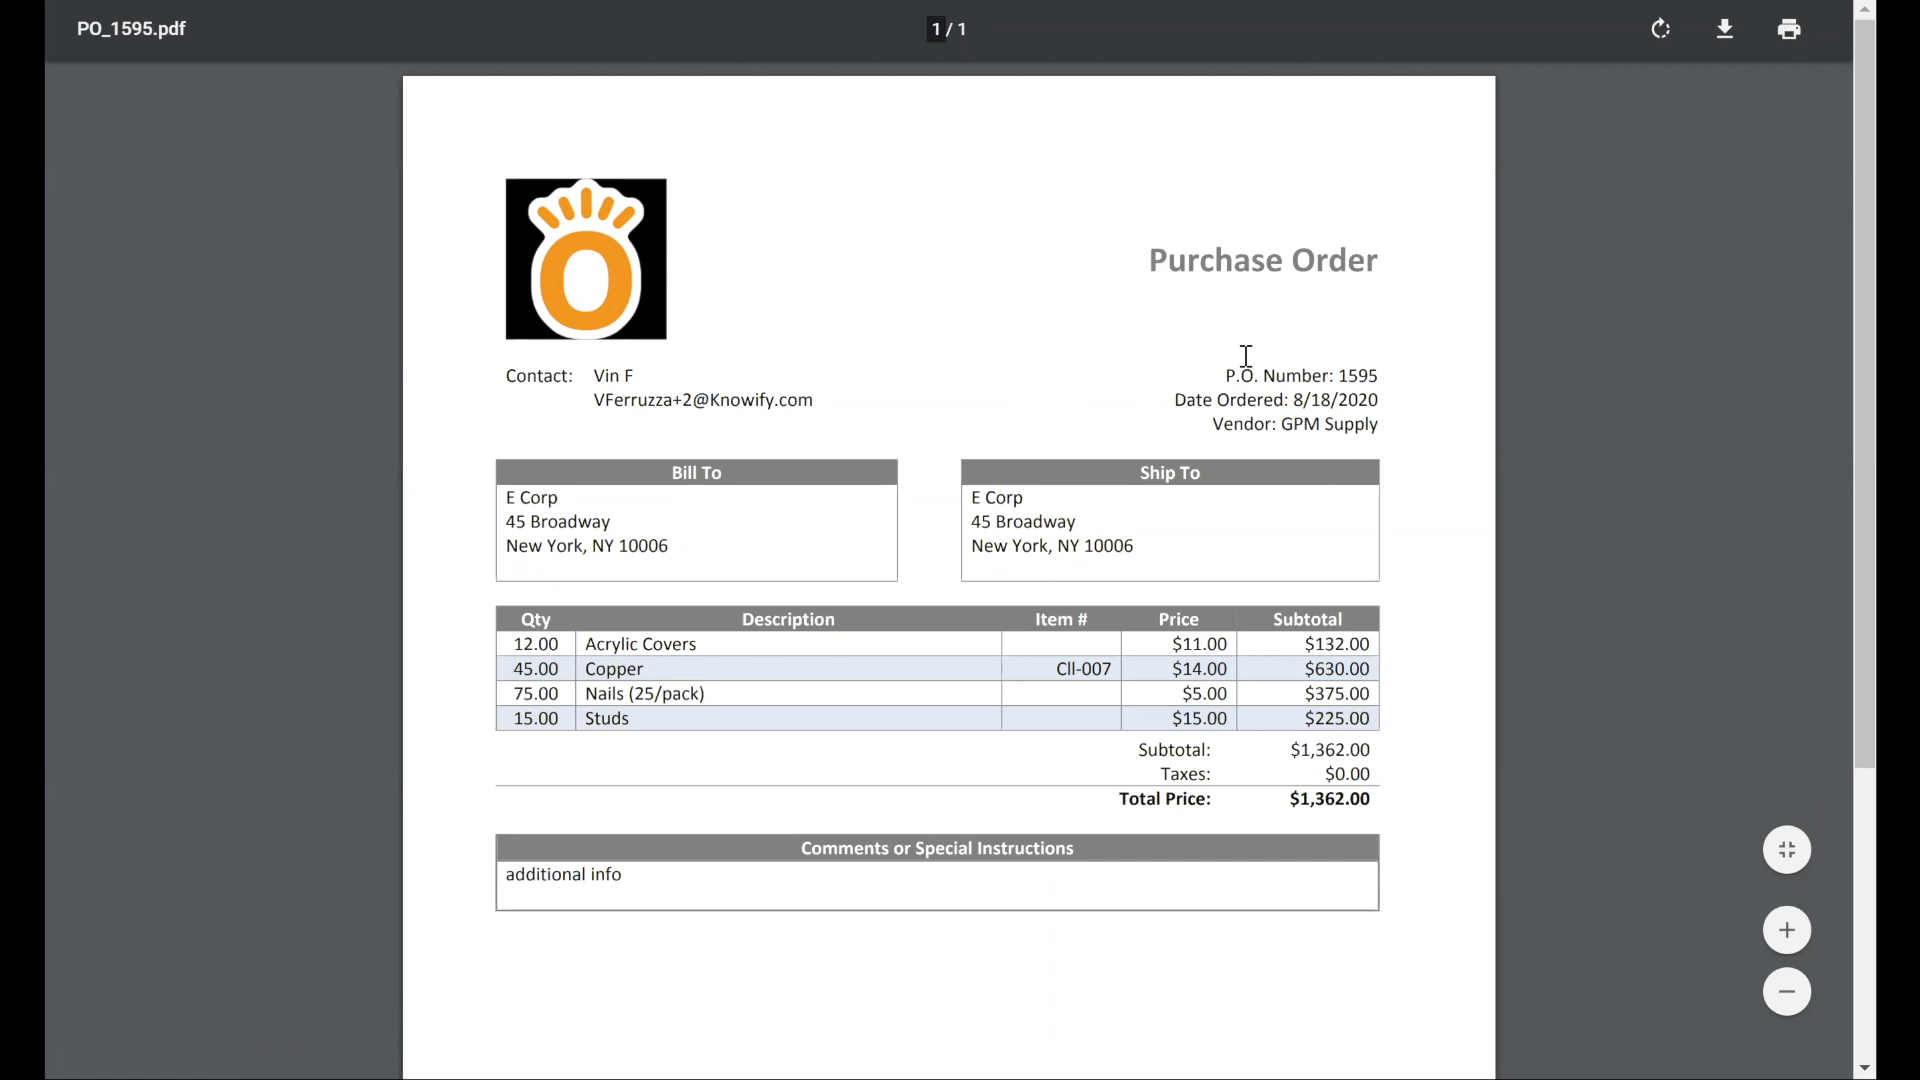 PO_1595.pdf
1 / 1
O
Purchase Order
Contact: Vin F
VFerruzza+2@Knowify.com
P.O. Number: 1595
Date Ordered: 8/18/2020
Vendor: GPM Supply
Bill To
E Corp
45 Broadway
New York, NY 10006
Ship To
E Corp
45 Broadway
New York, NY 10006
Qty Description Item # Price Subtotal
12.00 Acrylic Covers $11.00 $132.00
45.00 Copper Cll-007 $14.00 $630.00
75.00 Nails (25/pack) $5.00 $375.00
15.00 Studs $15.00 $225.00
Subtotal: $1,362.00
Taxes: $0.00
Total Price: $1,362.00
Comments or Special Instructions
additional info